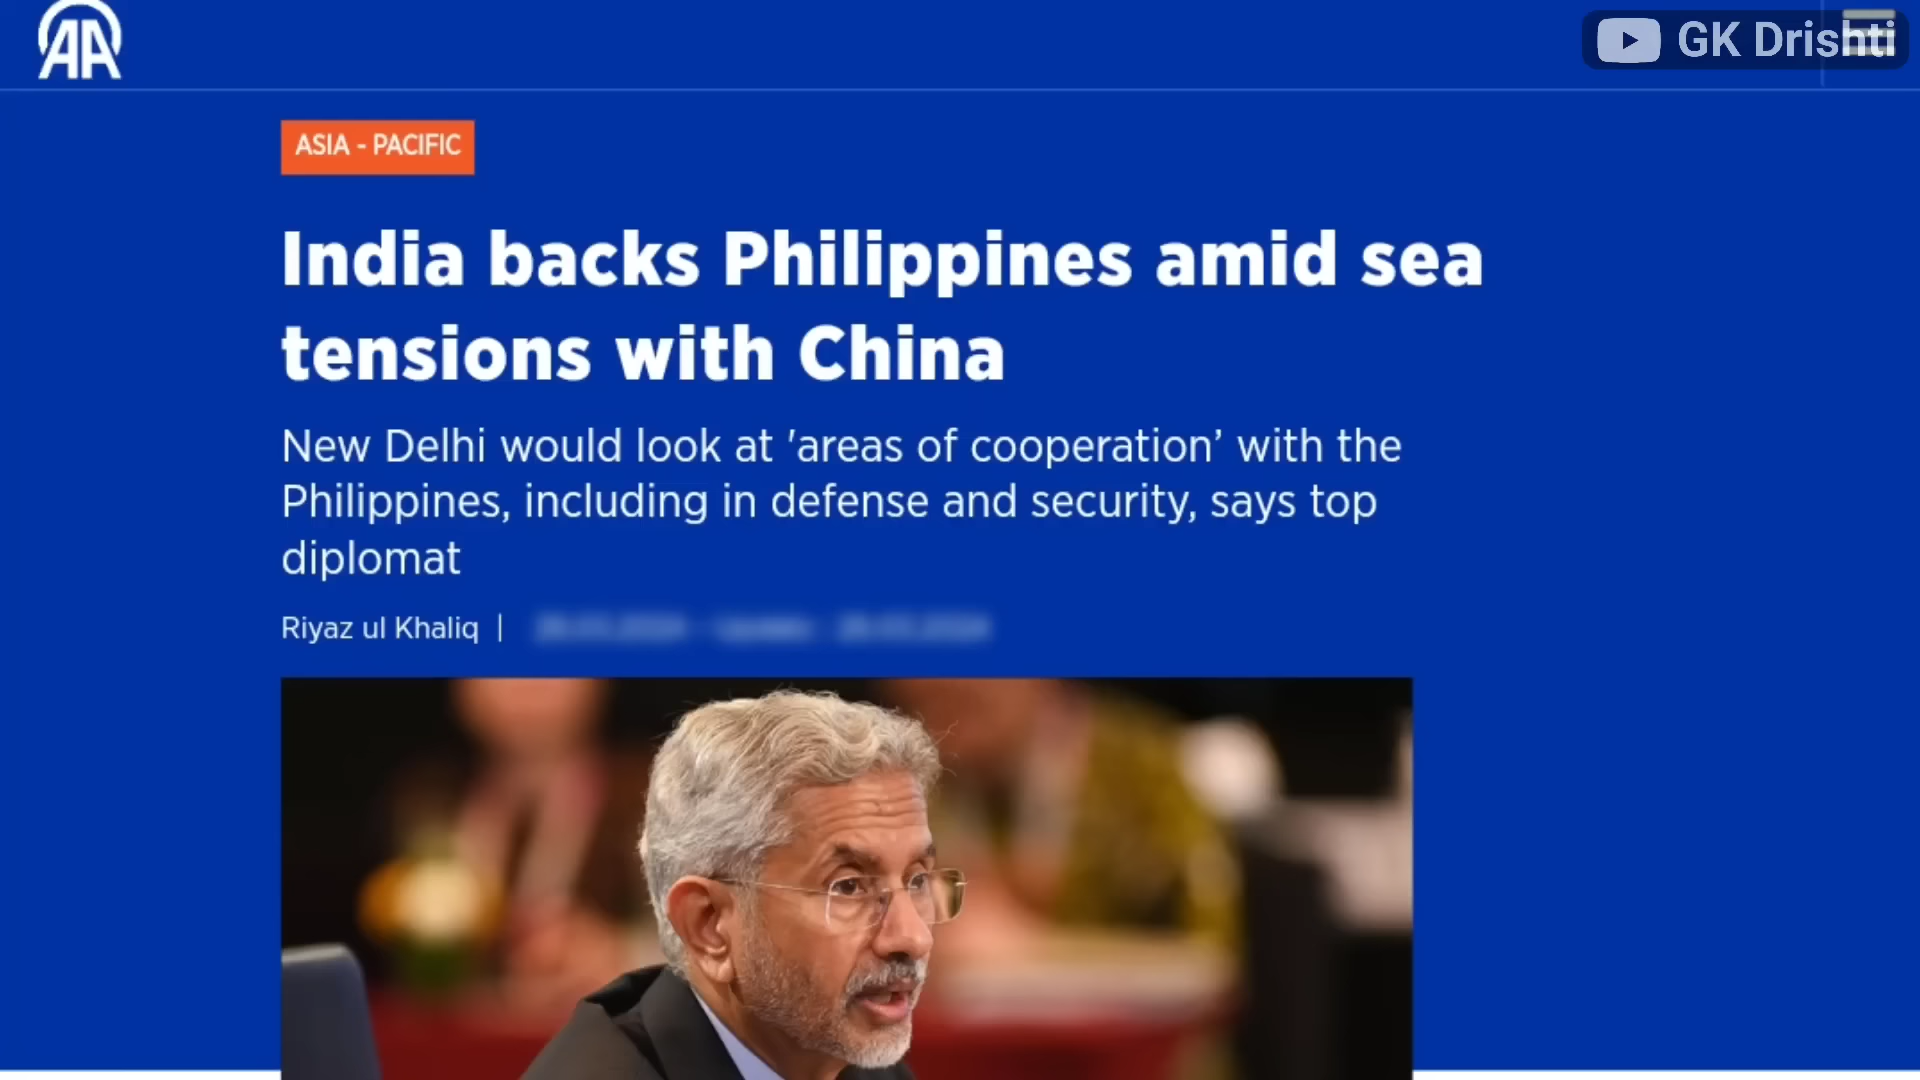 AA
GK Drishti
ASIA - PACIFIC
India backs Philippines amid sea
tensions with China
New Delhi would look at 'areas of cooperation’ with the
Philippines, including in defense and security, says top
diplomat
Riyaz ul Khaliq |